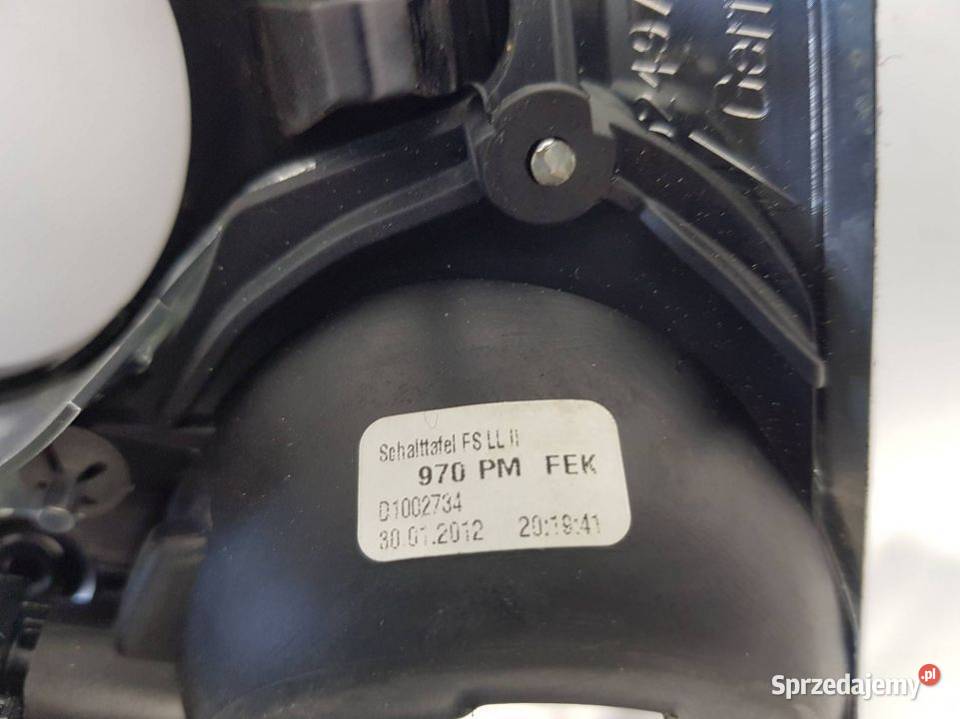 Schalttafel FS LL II
970 PM FEK
D1002734
30.01.2012 20:19:41
Sprzedajemy.pl